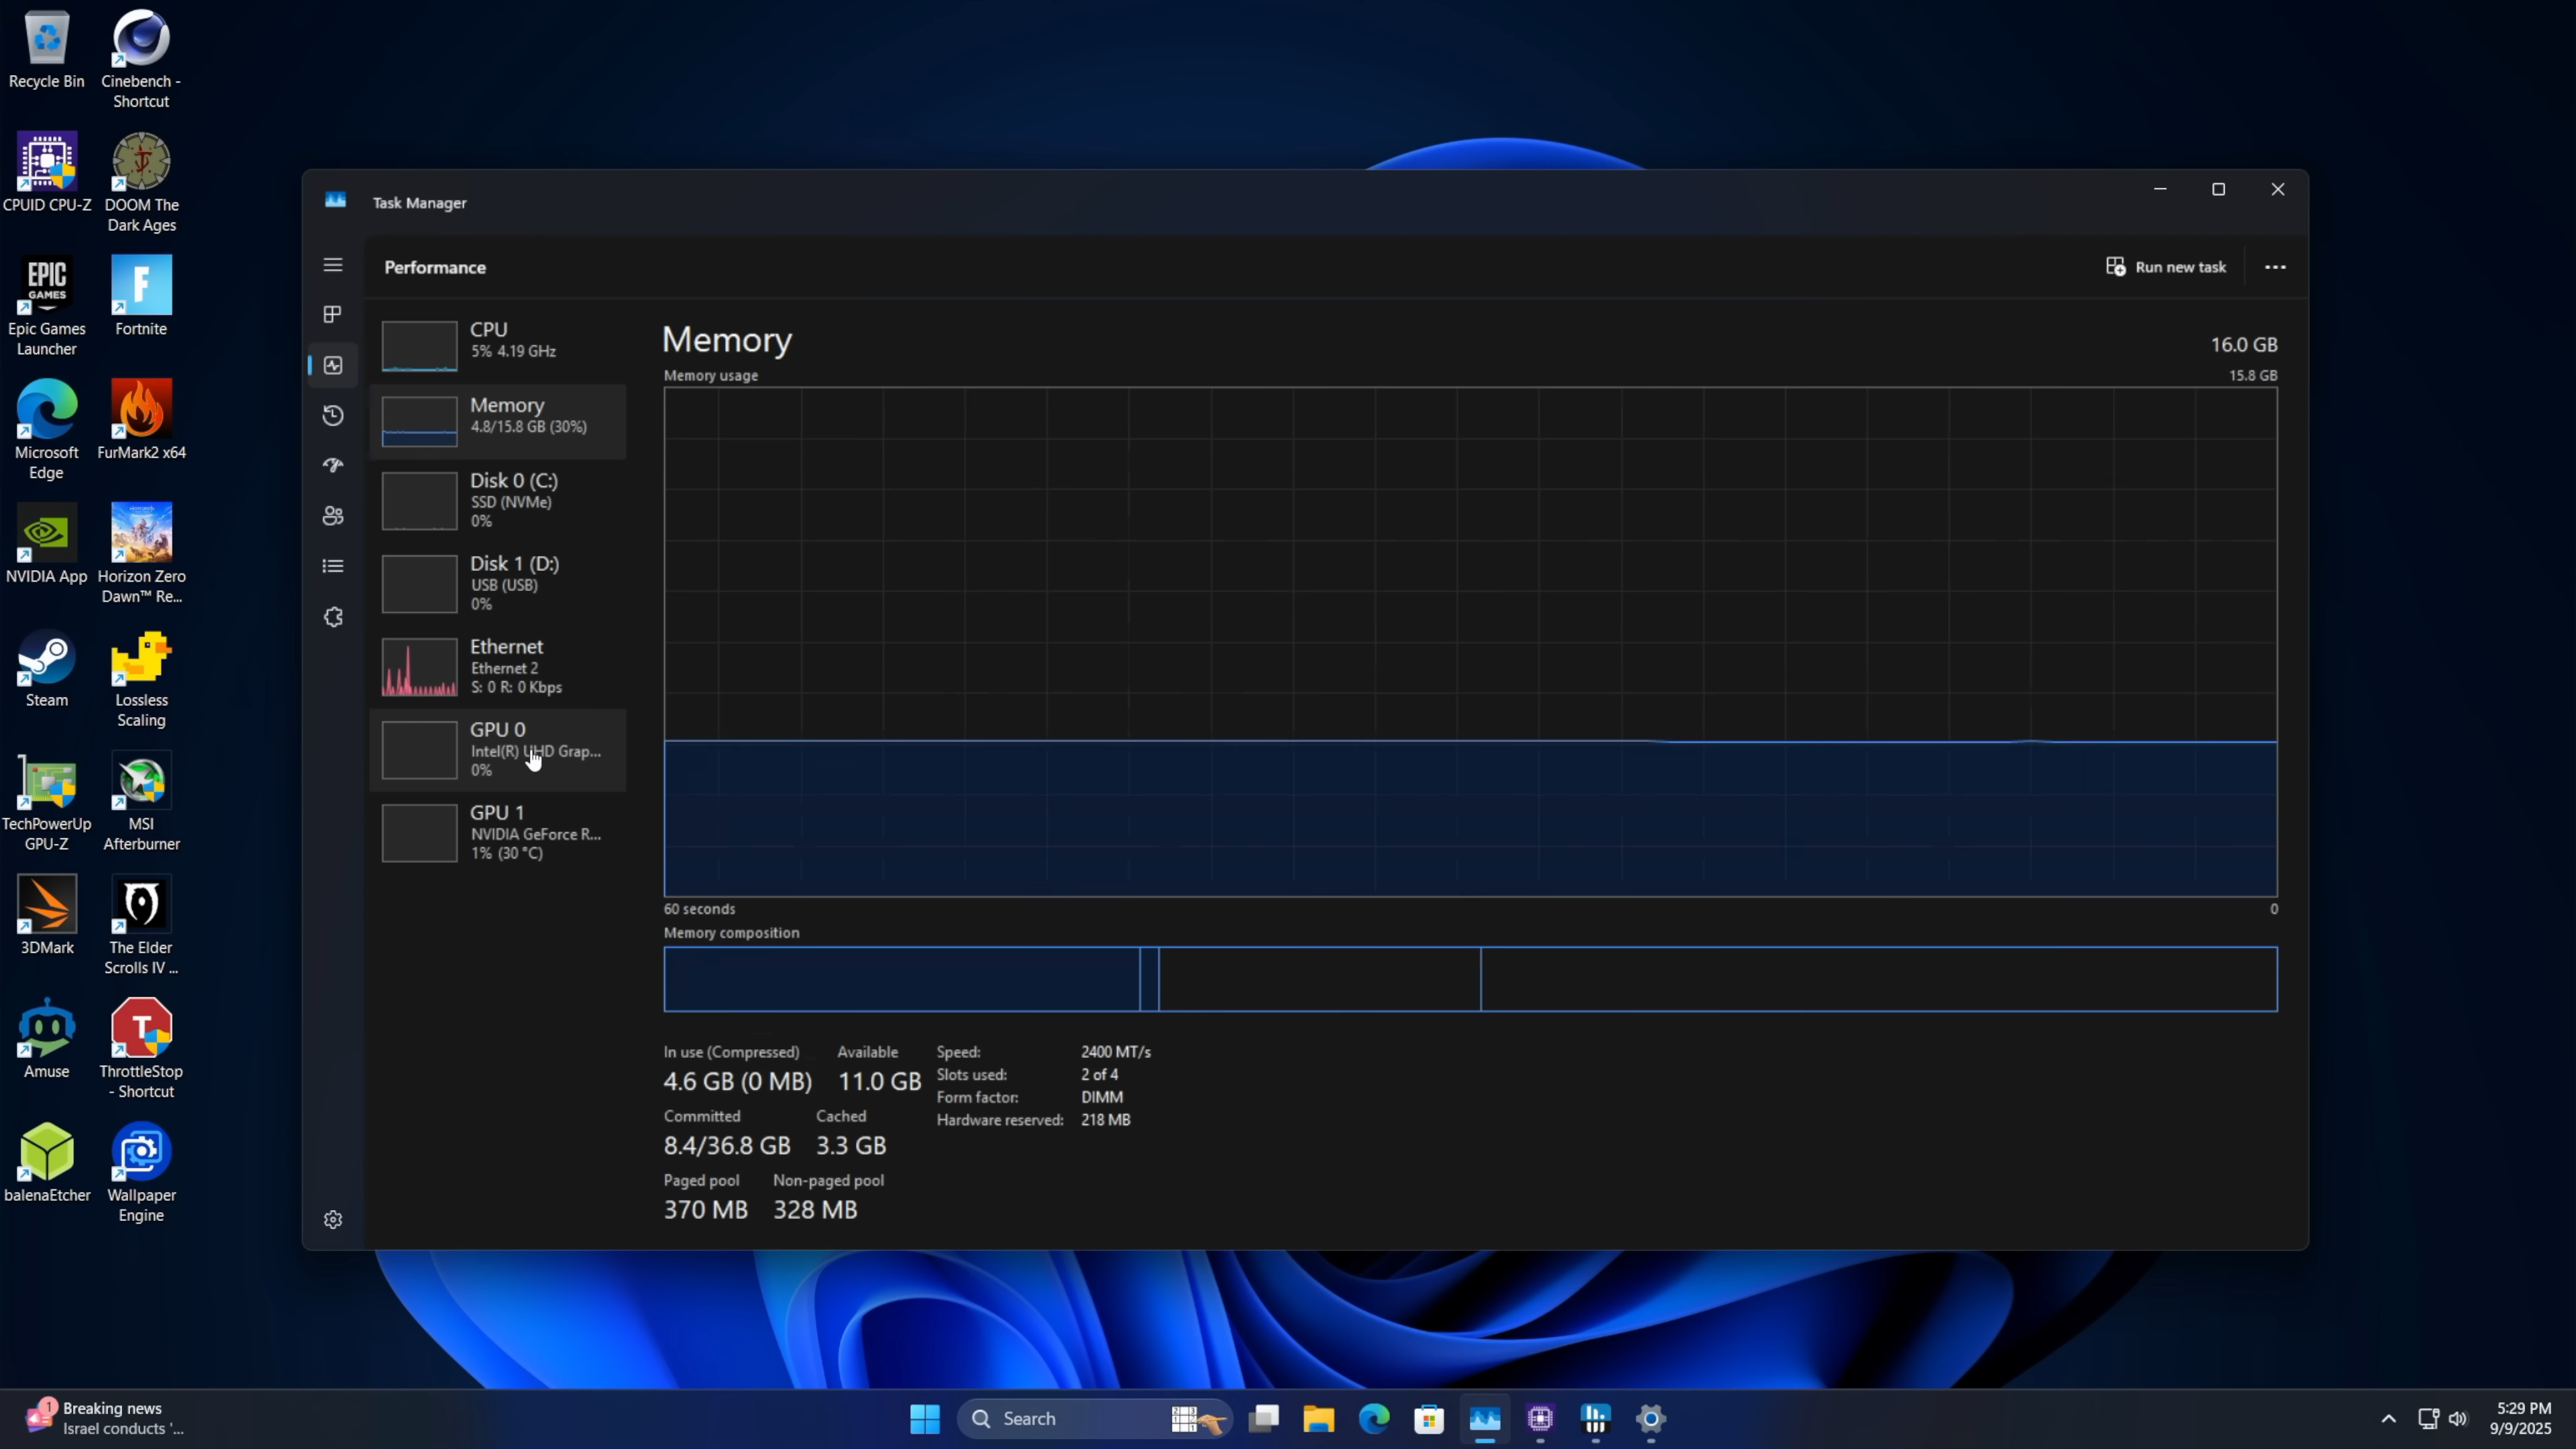 Recycle Bin
Cinebench -
Shortcut
CPUID CPU-Z
DOOM The
Dark Ages
EPIC
GAMES
Epic Games
Launcher
F
Fortnite
Microsoft
Edge
FurMark2 x64
NVIDIA App
Horizon Zero
Dawn™ Re...
Steam
Lossless
Scaling
TechPowerUp
GPU-Z
MSI
Afterburner
3DMark
The Elder
Scrolls IV ...
Amuse
T
ThrottleStop
- Shortcut
balenaEtcher
Wallpaper
Engine
Task Manager
Performance
Run new task
CPU
5% 4.19 GHz
Memory
4.8/15.8 GB (30%)
Disk 0 (C:)
SSD (NVMe)
0%
Disk 1 (D:)
USB (USB)
0%
Ethernet
Ethernet 2
S: 0 R: 0 Kbps
GPU 0
Intel(R) UHD Grap...
0%
GPU 1
NVIDIA GeForce R...
1% (30 °C)
Memory
16.0 GB
Memory usage
15.8 GB
60 seconds
0
Memory composition
In use (Compressed)
4.6 GB (0 MB)
Available
11.0 GB
Speed:
2400 MT/s
Slots used:
2 of 4
Form factor:
DIMM
Hardware reserved:
218 MB
Committed
8.4/36.8 GB
Cached
3.3 GB
Paged pool
370 MB
Non-paged pool
328 MB
1
Breaking news
Israel conducts '...
Search
5:29 PM
9/9/2025